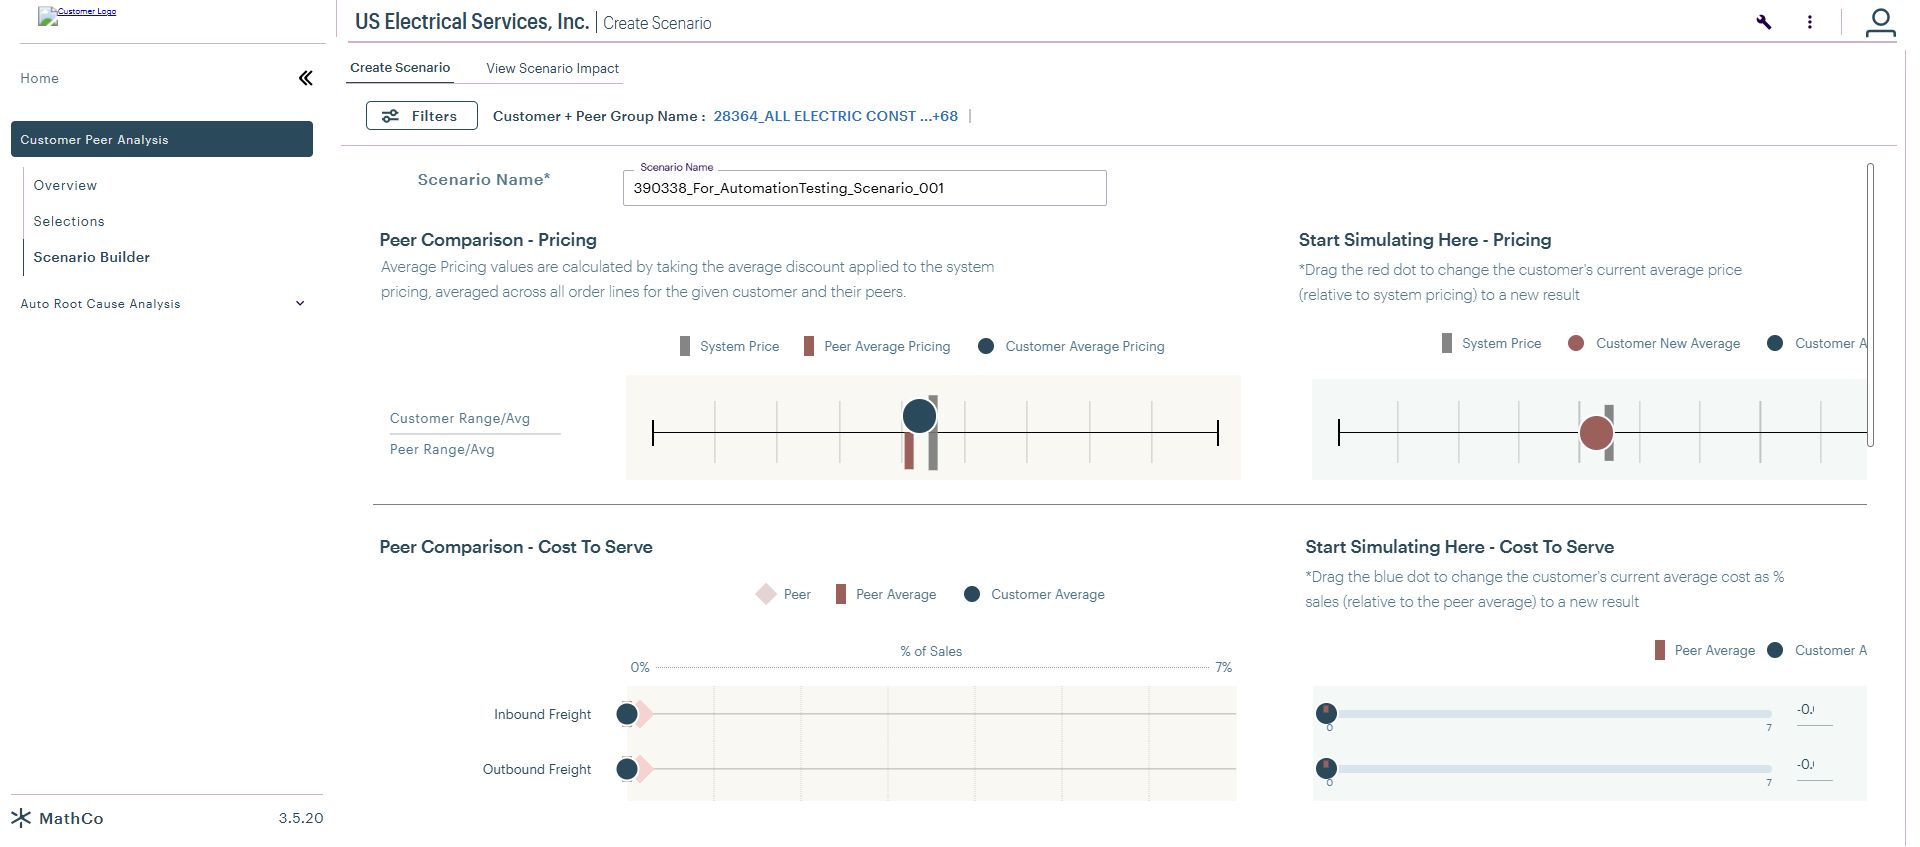 Customer Logo
US Electrical Services, Inc. | Create Scenario
Home
Create Scenario
View Scenario Impact
Filters
Customer + Peer Group Name : 28364_ALL ELECTRIC CONST ...+68 |
Customer Peer Analysis
Overview
Selections
Scenario Builder
Auto Root Cause Analysis
Scenario Name*
Scenario Name
390338_For_AutomationTesting_Scenario_001
Peer Comparison - Pricing
Average Pricing values are calculated by taking the average discount applied to the system
pricing, averaged across all order lines for the given customer and their peers.
System Price
Peer Average Pricing
Customer Average Pricing
Customer Range/Avg
Peer Range/Avg
Start Simulating Here - Pricing
*Drag the red dot to change the customer's current average price
(relative to system pricing) to a new result
System Price
Customer New Average
Customer A
Peer Comparison - Cost To Serve
Peer
Peer Average
Customer Average
% of Sales
0%
7%
Inbound Freight
Outbound Freight
Start Simulating Here - Cost To Serve
*Drag the blue dot to change the customer's current average cost as %
sales (relative to the peer average) to a new result
Peer Average
Customer A
0
7
-0.
0
7
-0.
MathCo
3.5.20